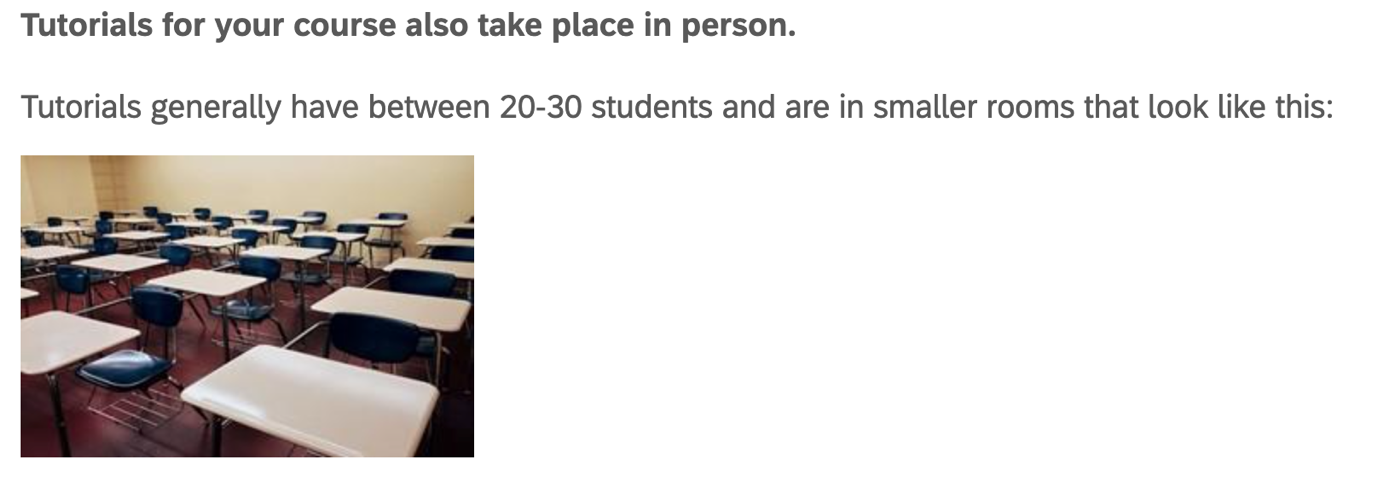 Tutorials for your course also take place in person.
Tutorials generally have between 20-30 students and are in smaller rooms that look like this: